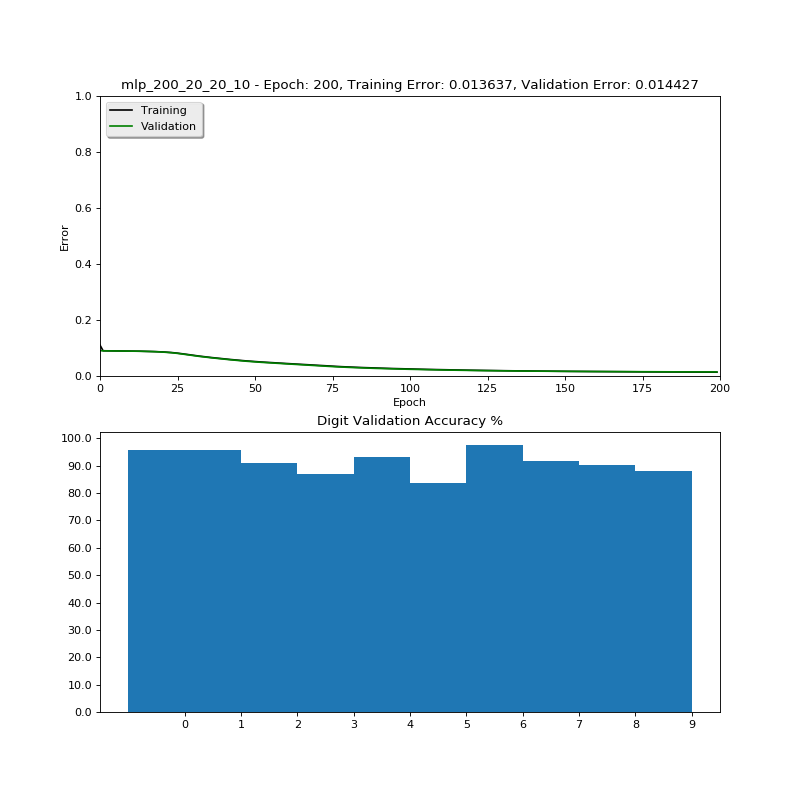 mlp_200_20_20_10 - Epoch: 200, Training Error: 0.013637, Validation Error: 0.014427
1.0
0.8
0.6
0.4
0.2
0.0
Error
Training
Validation
0 25 50 75 100 125 150 175 200
Epoch
Digit Validation Accuracy %
100.0
90.0
80.0
70.0
60.0
50.0
40.0
30.0
20.0
10.0
0.0
0 1 2 3 4 5 6 7 8 9